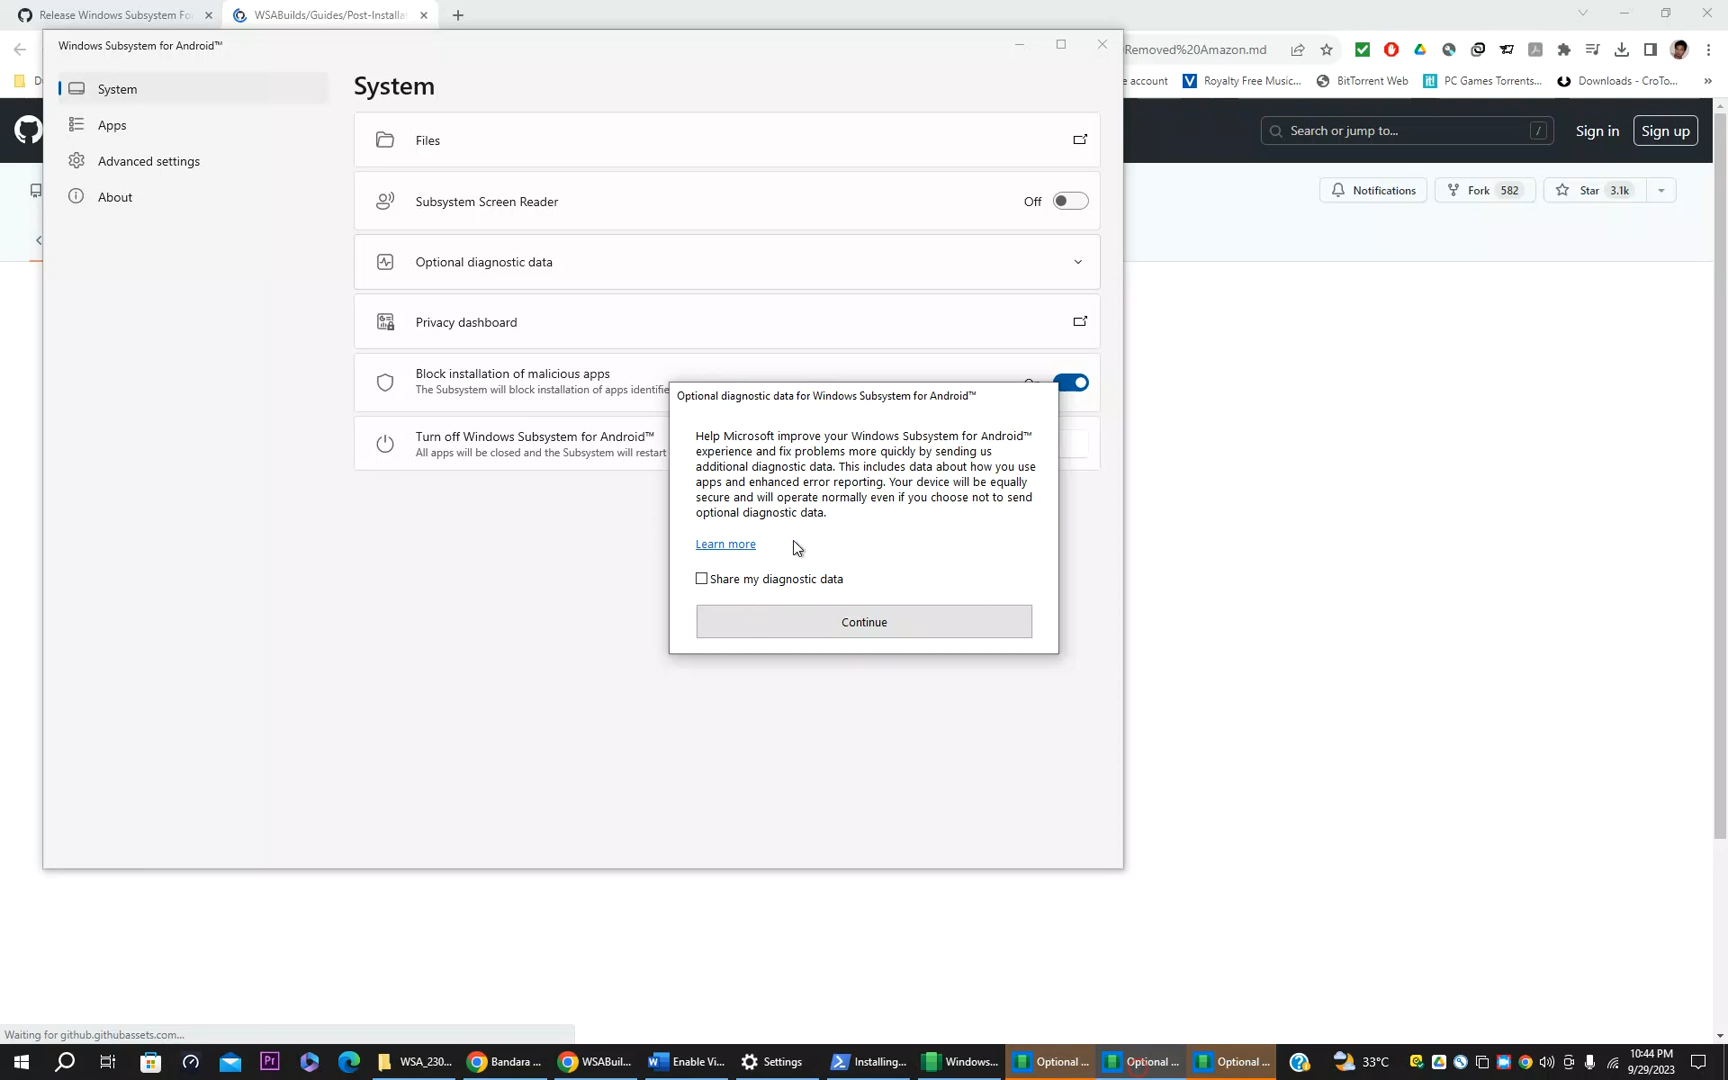 Release Windows Subsystem Fo
WSABuilds/Guides/Post-Installa
Windows Subsystem for Android™
Removed%20Amazon.md
e account
Royalty Free Music...
BitTorrent Web
PC Games Torrents...
Downloads - CroTo...
»
D
System
Apps
Advanced settings
About
System
Files
Subsystem Screen Reader
Off
Optional diagnostic data
Privacy dashboard
Block installation of malicious apps
The Subsystem will block installation of apps identifie
Turn off Windows Subsystem for Android™
All apps will be closed and the Subsystem will restart
Search or jump to...
/
Sign in
Sign up
Notifications
Fork 582
Star 3.1k
Optional diagnostic data for Windows Subsystem for Android™
Help Microsoft improve your Windows Subsystem for Android™
experience and fix problems more quickly by sending us
additional diagnostic data. This includes data about how you use
apps and enhanced error reporting. Your device will be equally
secure and will operate normally even if you choose not to send
optional diagnostic data.
Learn more
Share my diagnostic data
Continue
Waiting for github.githubassets.com...
Pr
WSA_230...
Bandara ...
WSABuil...
Enable Vi...
Settings
Installing...
Windows...
Optional ...
Optional ...
Optional ...
33°C
10:44 PM
9/29/2023